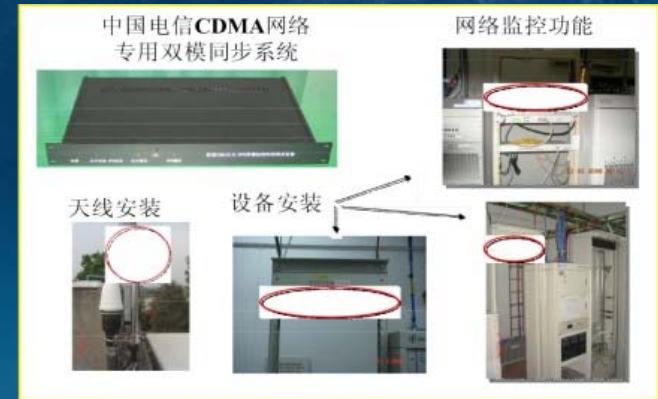 中国电信CDMA网络
专用双模同步系统
网络监控功能
天线安装
设备安装